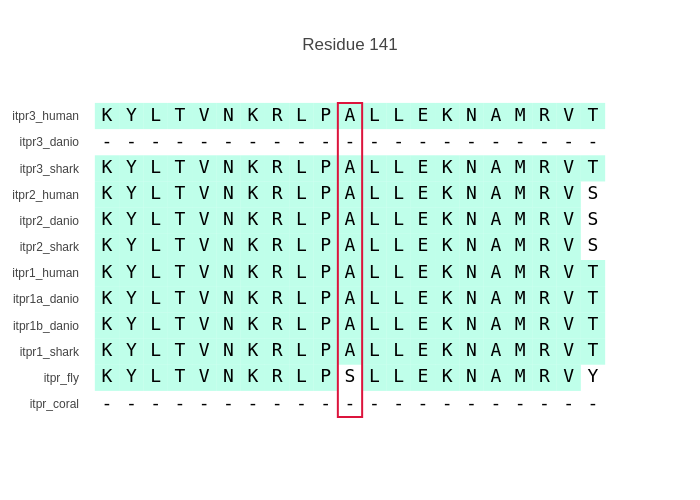 Residue 141
itpr3_human K Y L T V N K R L P A L L E K N A M R V T
itpr3_danio - - - - - - - - - - - - - - - - - - - - -
itpr3_shark K Y L T V N K R L P A L L E K N A M R V T
itpr2_human K Y L T V N K R L P A L L E K N A M R V S
itpr2_danio K Y L T V N K R L P A L L E K N A M R V S
itpr2_shark K Y L T V N K R L P A L L E K N A M R V S
itpr1_human K Y L T V N K R L P A L L E K N A M R V T
itpr1a_danio K Y L T V N K R L P A L L E K N A M R V T
itpr1b_danio K Y L T V N K R L P A L L E K N A M R V T
itpr1_shark K Y L T V N K R L P A L L E K N A M R V T
itpr_fly K Y L T V N K R L P S L L E K N A M R V Y
itpr_coral - - - - - - - - - - - - - - - - - - - - -